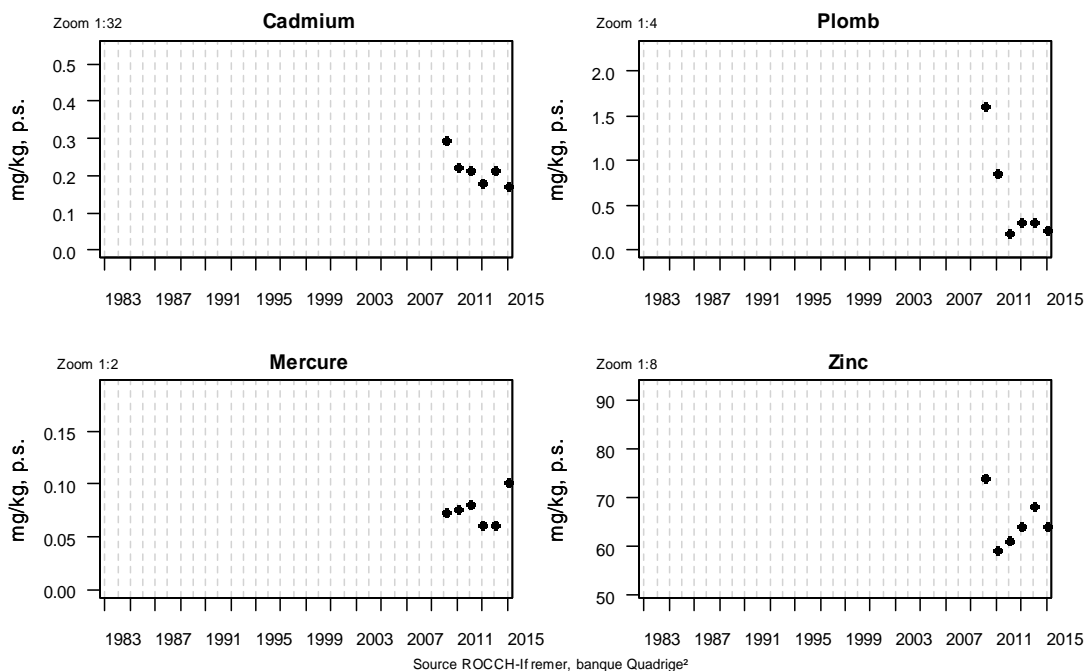 Zoom 1:32
Cadmium
mg/kg, p.s.
0.5
0.4
0.3
0.2
0.1
0.0
1983 1987 1991 1995 1999 2003 2007 2011 2015
Zoom 1:4
Plomb
mg/kg, p.s.
2.0
1.5
1.0
0.5
0.0
1983 1987 1991 1995 1999 2003 2007 2011 2015
Zoom 1:2
Mercure
mg/kg, p.s.
0.15
0.10
0.05
0.00
1983 1987 1991 1995 1999 2003 2007 2011 2015
Zoom 1:8
Zinc
mg/kg, p.s.
90
80
70
60
50
1983 1987 1991 1995 1999 2003 2007 2011 2015
Source ROCCH-Ifremer, banque Quadrige²